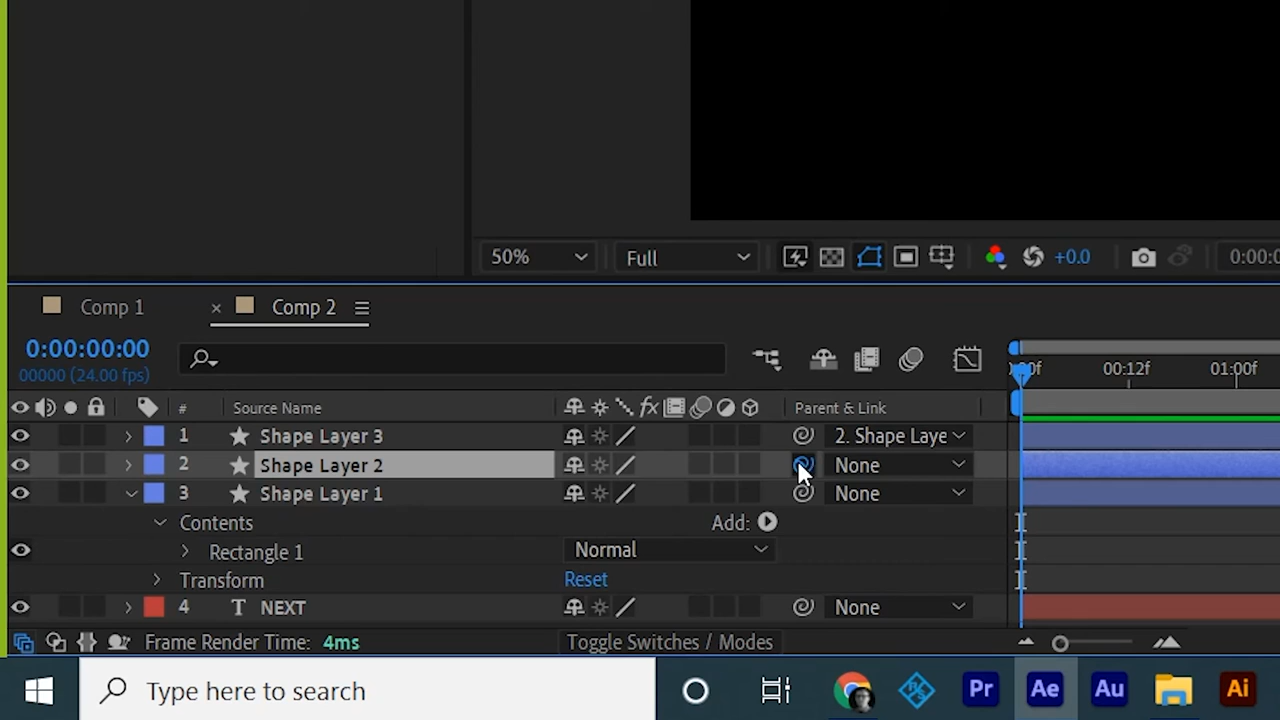 50% Full +0.0 0:00:0
Comp 1 × Comp 2
0:00:00:00
00000 (24.00 fps)
00f 00:12f 01:00f
# Source Name fx Parent & Link
1 Shape Layer 3 2. Shape Laye
2 Shape Layer 2 None
3 Shape Layer 1 None
Contents Add:
Rectangle 1 Normal
Transform Reset
4 T NEXT None
Frame Render Time: 4ms Toggle Switches / Modes
Type here to search Pr Ae Au Ai